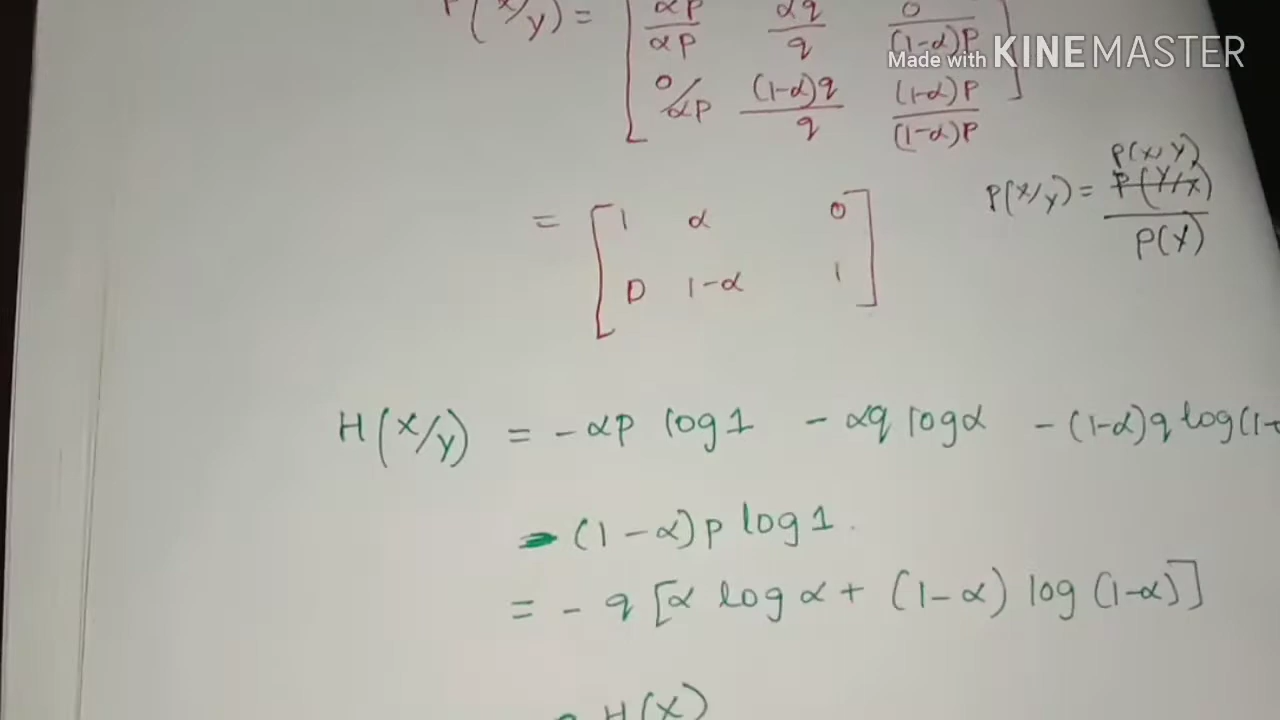 P(X/Y) = [ αp/αp αq/q 0/(1-α)p
Made with KINEMASTER
0/αp (1-α)q/q (1-α)p/(1-α)p ]
P(X/Y) = P(X,Y) P(Y/X) / P(Y)
= [ 1 α 0
0 1-α 1 ]
H(X/Y) = - αp log 1 - αq log α - (1-α)q log(1-
- (1-α)p log 1.
= - q [α log α + (1-α) log (1-α)]
H(X)